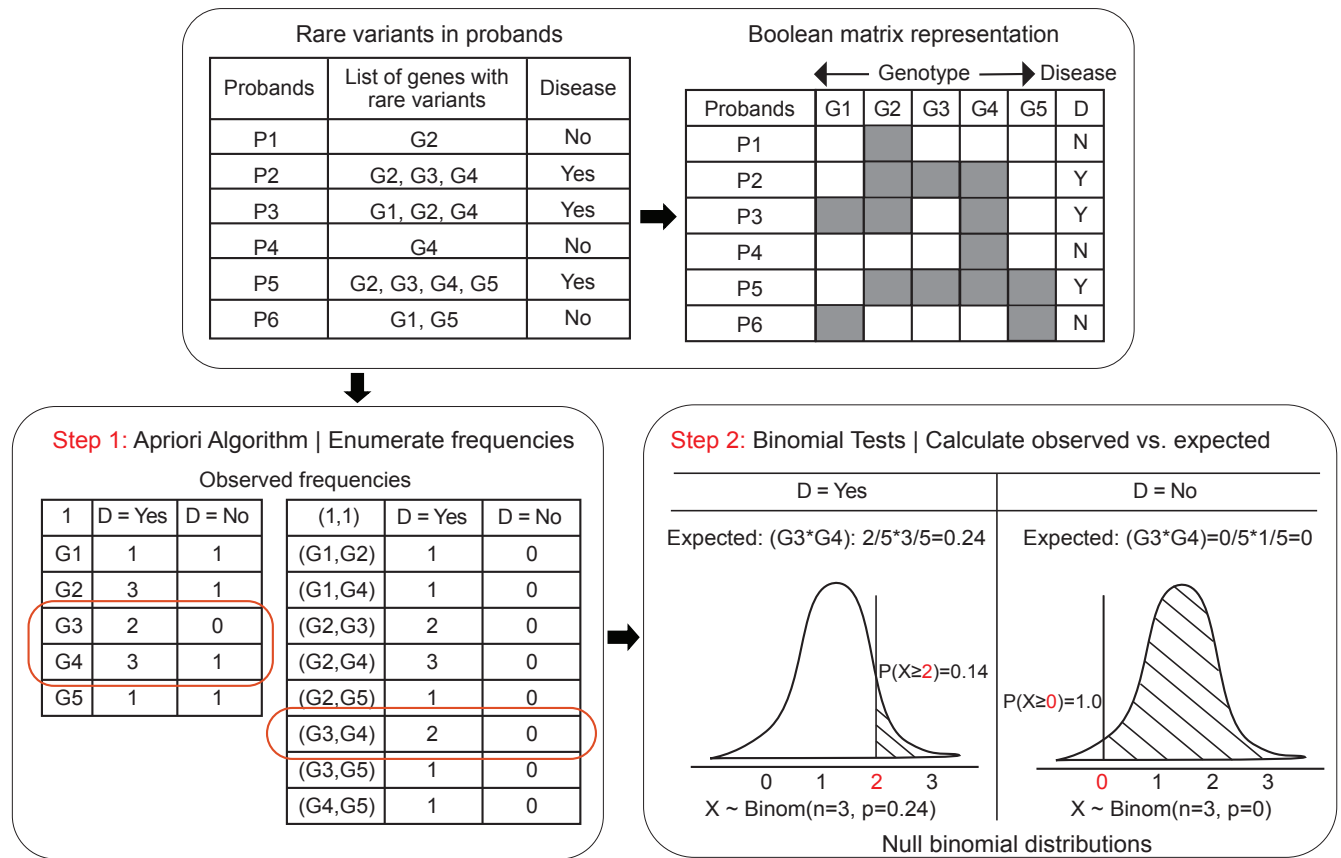 Rare variants in probands
Probands | List of genes with rare variants | Disease
P1 | G2 | No
P2 | G2, G3, G4 | Yes
P3 | G1, G2, G4 | Yes
P4 | G4 | No
P5 | G2, G3, G4, G5 | Yes
P6 | G1, G5 | No
Boolean matrix representation
Genotype Disease
Probands | G1 | G2 | G3 | G4 | G5 | D
P1 | N
P2 | Y
P3 | Y
P4 | N
P5 | Y
P6 | N
Step 1: Apriori Algorithm | Enumerate frequencies
Observed frequencies
1 | D = Yes | D = No
G1 | 1 | 1
G2 | 3 | 1
G3 | 2 | 0
G4 | 3 | 1
G5 | 1 | 1
(1,1) | D = Yes | D = No
(G1,G2) | 1 | 0
(G1,G4) | 1 | 0
(G2,G3) | 2 | 0
(G2,G4) | 3 | 0
(G2,G5) | 1 | 0
(G3,G4) | 2 | 0
(G3,G5) | 1 | 0
(G4,G5) | 1 | 0
Step 2: Binomial Tests | Calculate observed vs. expected
D = Yes
Expected: (G3*G4): 2/5*3/5=0.24
P(X≥2)=0.14
0 1 2 3
X ~ Binom(n=3, p=0.24)
D = No
Expected: (G3*G4)=0/5*1/5=0
P(X≥0)=1.0
0 1 2 3
X ~ Binom(n=3, p=0)
Null binomial distributions